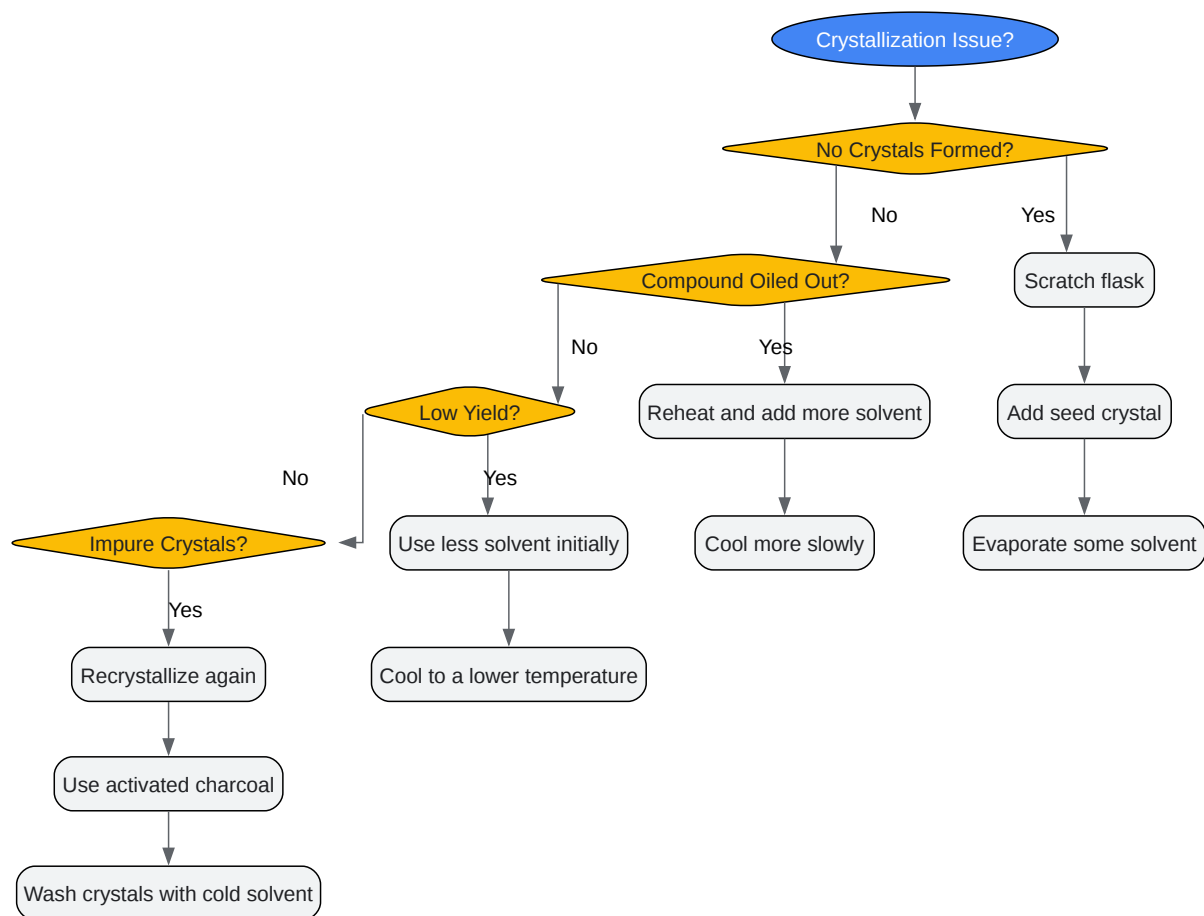 Crystallization Issue?
No Crystals Formed?
No
Yes
Compound Oiled Out?
Scratch flask
No
Yes
Low Yield?
Reheat and add more solvent
Add seed crystal
No
Yes
Impure Crystals?
Use less solvent initially
Cool more slowly
Evaporate some solvent
Yes
Recrystallize again
Cool to a lower temperature
Use activated charcoal
Wash crystals with cold solvent